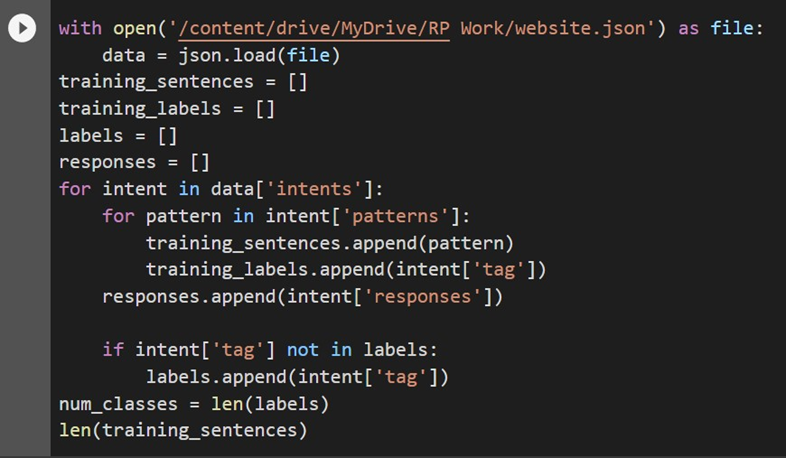 with open('/content/drive/MyDrive/RP Work/website.json') as file:
    data = json.load(file)
training_sentences = []
training_labels = []
labels = []
responses = []
for intent in data['intents']:
    for pattern in intent['patterns']:
        training_sentences.append(pattern)
        training_labels.append(intent['tag'])
    responses.append(intent['responses'])

    if intent['tag'] not in labels:
        labels.append(intent['tag'])
num_classes = len(labels)
len(training_sentences)